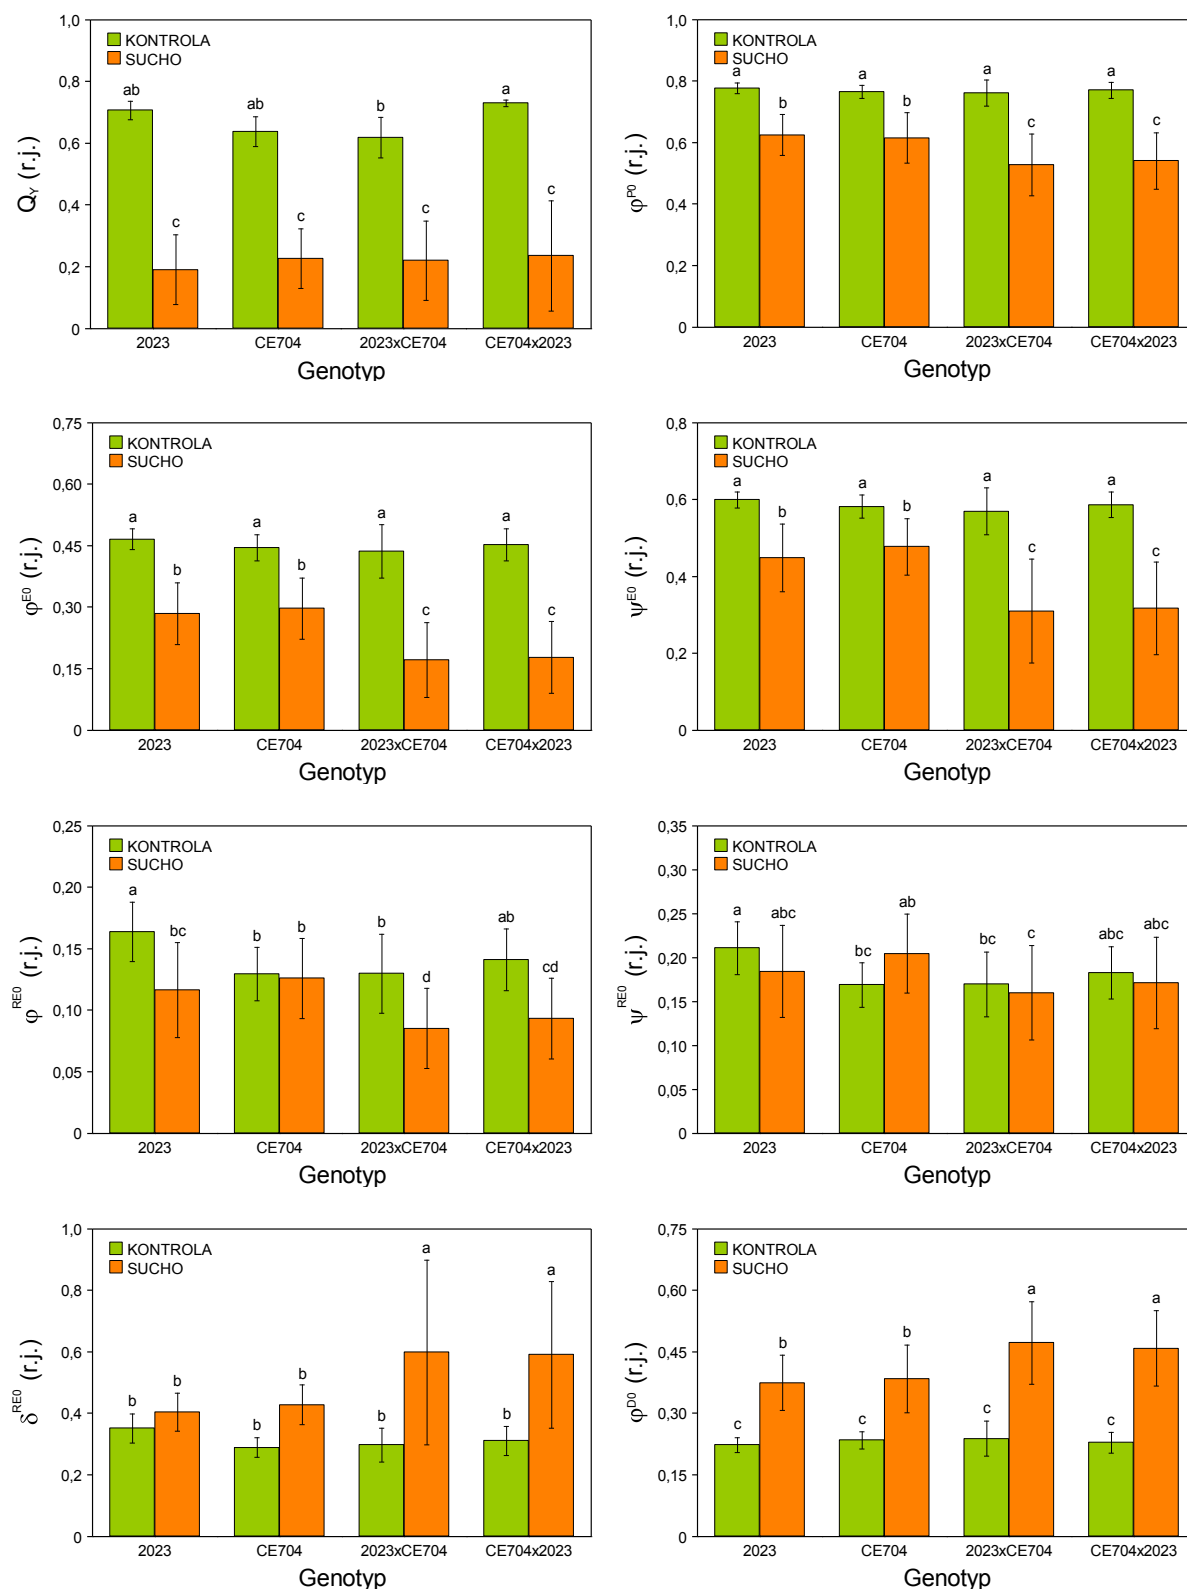 1,0
KONTROLA
SUCHO
0,8
0,6
0,4
0,2
0
ab
c
ab
c
b
c
a
c
Q_Y (r.j.)
2023 CE704 2023xCE704 CE704x2023
Genotyp
1,0
KONTROLA
SUCHO
0,8
0,6
0,4
0,2
0
a
b
a
b
a
c
a
c
φ^P0 (r.j.)
2023 CE704 2023xCE704 CE704x2023
Genotyp
0,75
KONTROLA
SUCHO
0,60
0,45
0,30
0,15
0
a
b
a
b
a
c
a
c
φ^E0 (r.j.)
2023 CE704 2023xCE704 CE704x2023
Genotyp
0,8
KONTROLA
SUCHO
0,6
0,4
0,2
0
a
b
a
b
a
c
a
c
ψ^E0 (r.j.)
2023 CE704 2023xCE704 CE704x2023
Genotyp
0,25
KONTROLA
SUCHO
0,20
0,15
0,10
0,05
0
a
bc
b
b
b
d
ab
cd
φ^RE0 (r.j.)
2023 CE704 2023xCE704 CE704x2023
Genotyp
0,35
KONTROLA
SUCHO
0,30
0,25
0,20
0,15
0,10
0,05
0
a
abc
bc
ab
bc
c
abc
abc
ψ^RE0 (r.j.)
2023 CE704 2023xCE704 CE704x2023
Genotyp
1,0
KONTROLA
SUCHO
0,8
0,6
0,4
0,2
0
b
b
b
b
b
a
b
a
δ^RE0 (r.j.)
2023 CE704 2023xCE704 CE704x2023
Genotyp
0,75
KONTROLA
SUCHO
0,60
0,45
0,30
0,15
0
c
b
c
b
c
a
c
a
φ^D0 (r.j.)
2023 CE704 2023xCE704 CE704x2023
Genotyp